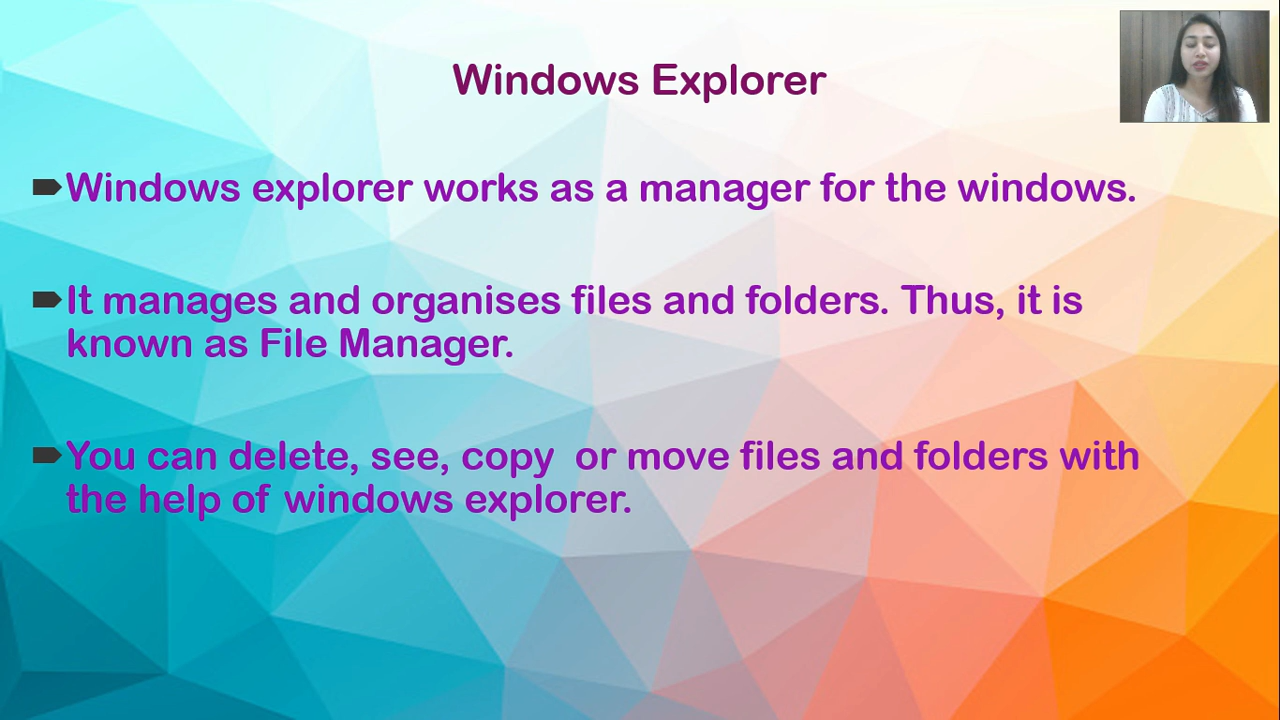 Windows Explorer
Windows explorer works as a manager for the windows.
It manages and organises files and folders. Thus, it is
known as File Manager.
You can delete, see, copy  or move files and folders with
the help of windows explorer.